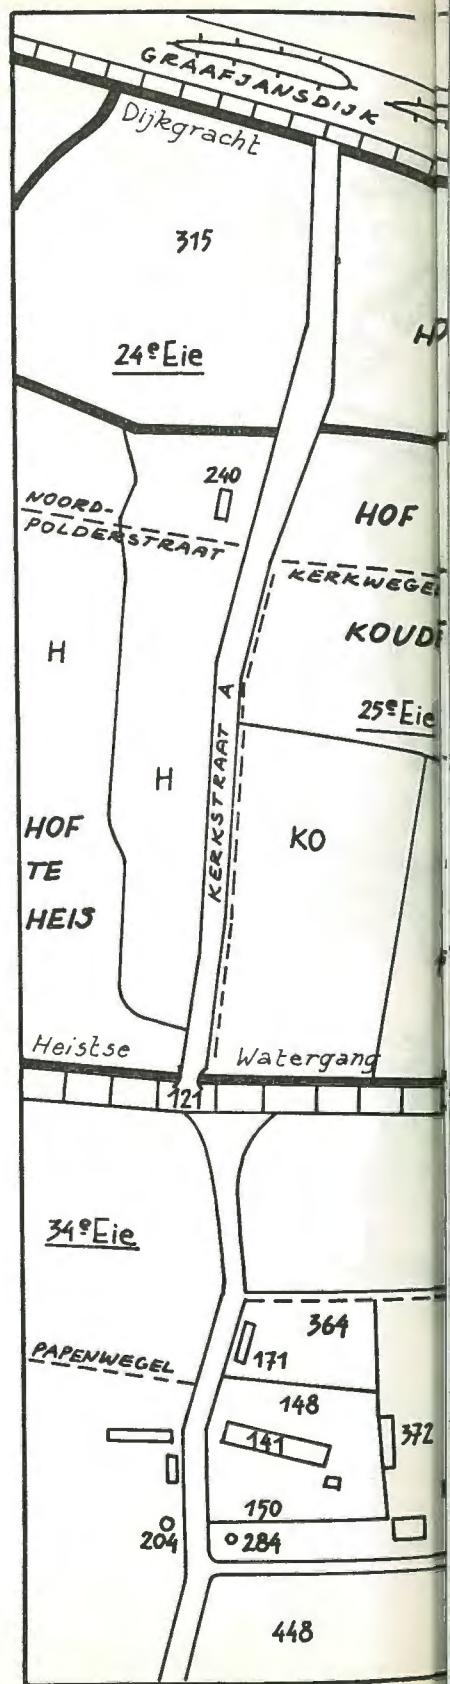 GRAAFJANSDIJK
Dijkgracht
315
24e Eie
240
NOORD-
POLDERSTRAAT
HOF
KERKWEGEL
KOUD
25e Eie
H
H
KERKSTRAAT A
KO
HOF
TE
HEIS
Heistse Watergang
121
34e Eie
364
171
PAPENWEGEL
148
141
372
150
204
284
448